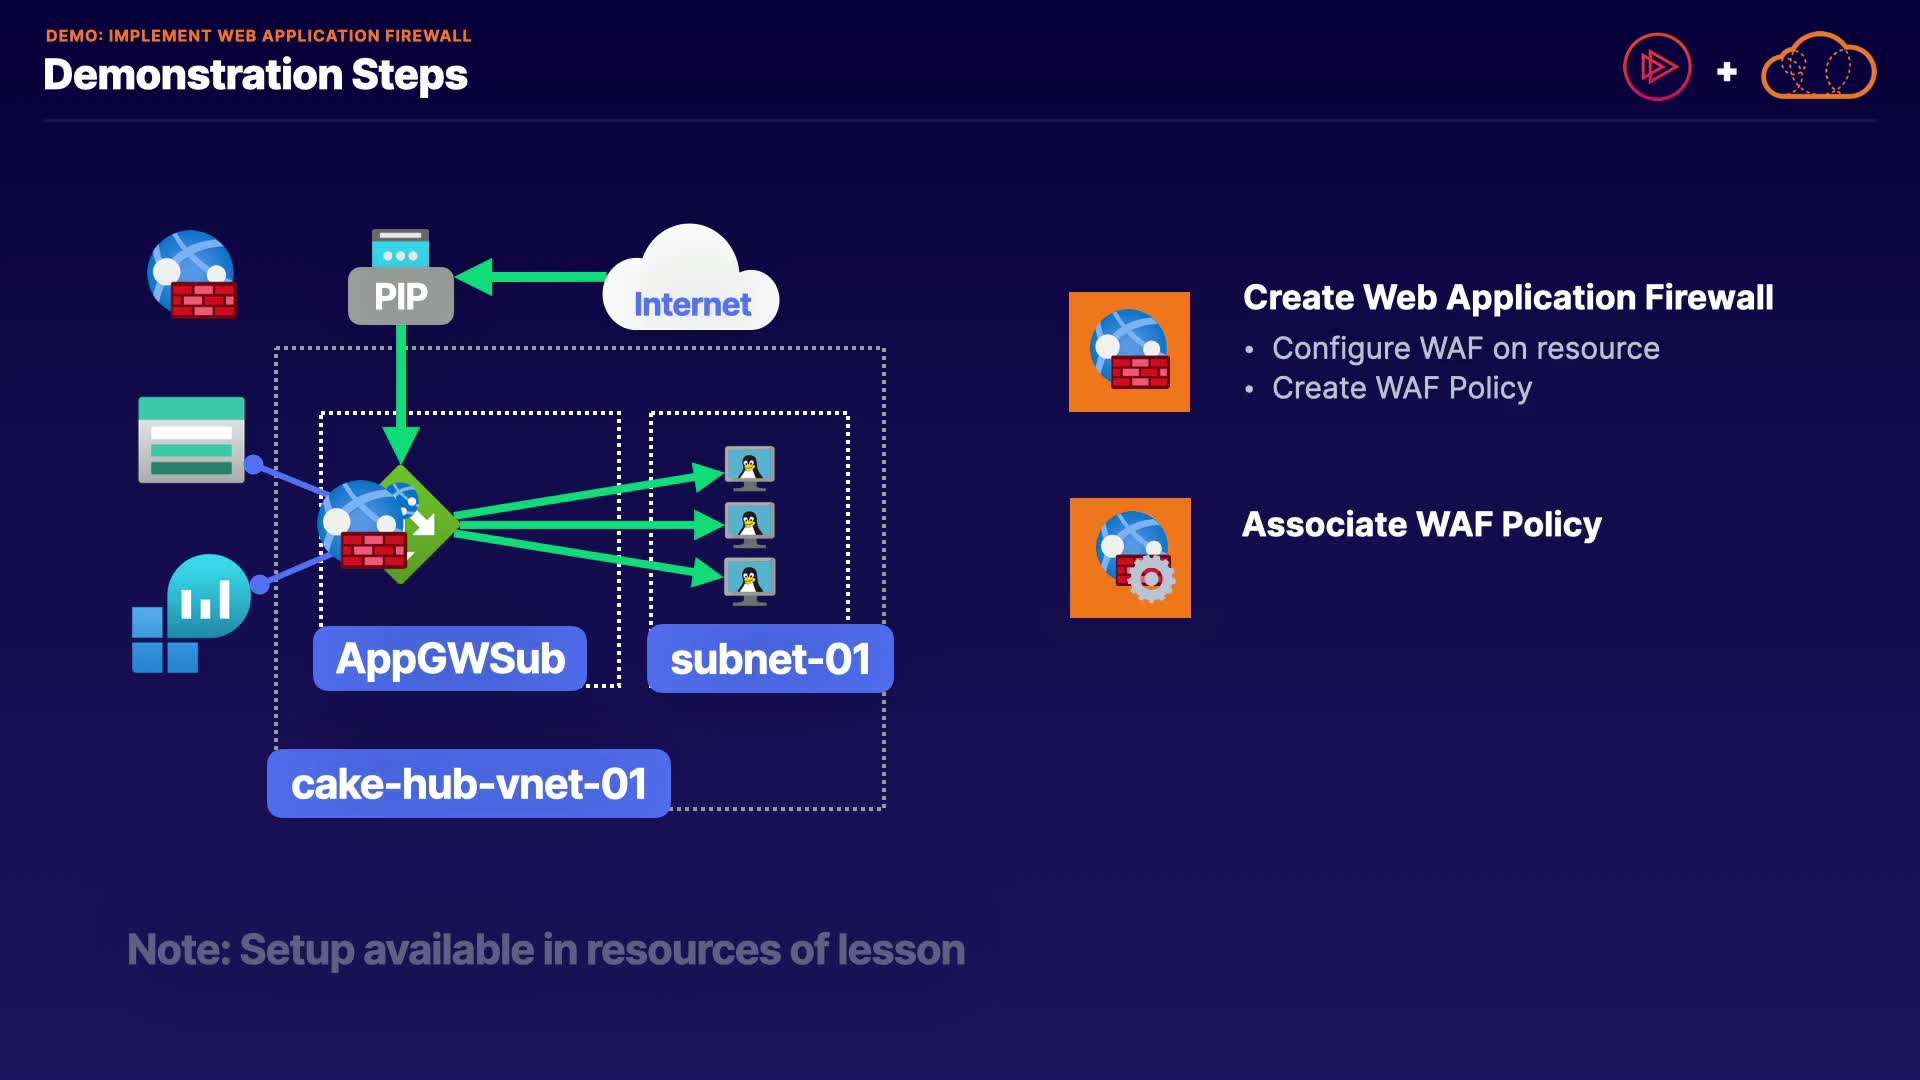 DEMO: IMPLEMENT WEB APPLICATION FIREWALL
Demonstration Steps
PIP
Internet
AppGWSub
subnet-01
cake-hub-vnet-01
Create Web Application Firewall
• Configure WAF on resource
• Create WAF Policy
Associate WAF Policy
Note: Setup available in resources of lesson